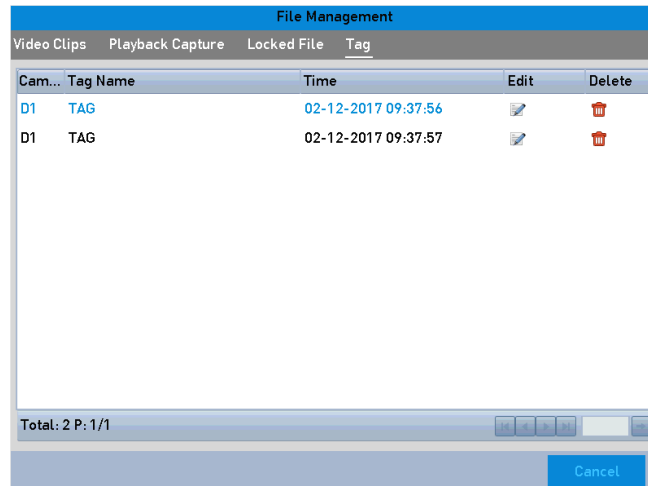 File Management
Video Clips Playback Capture Locked File Tag
Cam... Tag Name Time Edit Delete
D1 TAG 02-12-2017 09:37:56
D1 TAG 02-12-2017 09:37:57
Total: 2 P: 1/1
Cancel